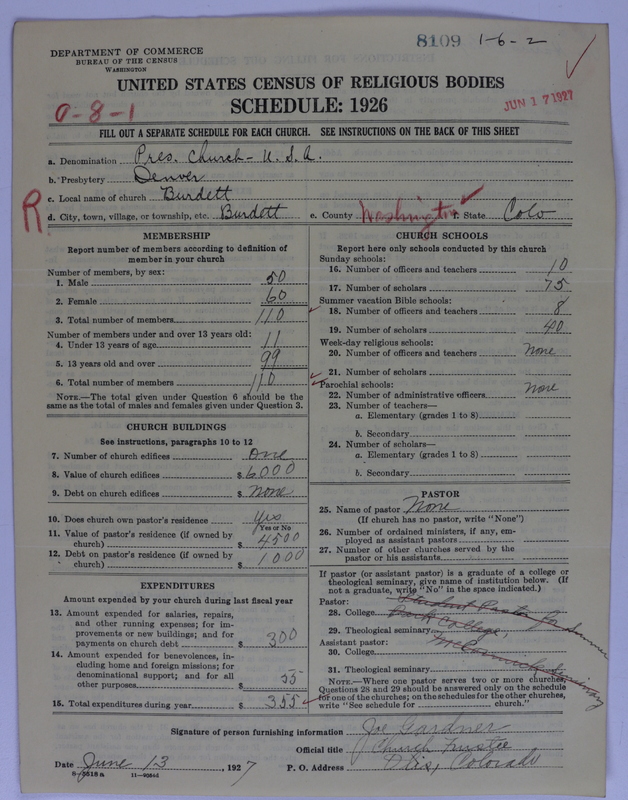 8109 1-6-2
DEPARTMENT OF COMMERCE
BUREAU OF THE CENSUS
WASHINGTON
UNITED STATES CENSUS OF RELIGIOUS BODIES
SCHEDULE: 1926
JUN 17 1927
0-8-1
FILL OUT A SEPARATE SCHEDULE FOR EACH CHURCH. SEE INSTRUCTIONS ON THE BACK OF THIS SHEET
a. Denomination Pres. Church - U.S.A.
b. Presbytery Denver
c. Local name of church Burdett
R
d. City, town, village, or township, etc. Burdett e. County Washington f. State Colo
MEMBERSHIP
Report number of members according to definition of
member in your church
Number of members, by sex:
1. Male 50
2. Female 60
3. Total number of members 110
Number of members under and over 13 years old:
4. Under 13 years of age 11
5. 13 years old and over 99
6. Total number of members 110
NOTE.—The total given under Question 6 should be
same as the total of males and females given under Question 3.
CHURCH BUILDINGS
See instructions, paragraphs 10 to 12
7. Number of church edifices one
8. Value of church edifices $ 6000
9. Debt on church edifices $ None
10. Does church own pastor's residence yes
Yes or No
11. Value of pastor's residence (if owned by
church) $ 4500
12. Debt on pastor's residence (if owned by
church) $ 1000
EXPENDITURES
Amount expended by your church during last fiscal year
13. Amount expended for salaries, repairs,
and other running expenses; for im-
provements or new buildings; and for
payments on church debt $ 300
14. Amount expended for benevolences, in-
cluding home and foreign missions; for
denominational support; and for all
other purposes $ 55
15. Total expenditures during year $ 355
CHURCH SCHOOLS
Report here only schools conducted by this church
Sunday schools:
16. Number of officers and teachers 10
17. Number of scholars 75
Summer vacation Bible schools:
18. Number of officers and teachers 8
19. Number of scholars 40
Week-day religious schools:
20. Number of officers and teachers None
21. Number of scholars
Parochial schools:
22. Number of administrative officers None
23. Number of teachers—
a. Elementary (grades 1 to 8)
b. Secondary
24. Number of scholars—
a. Elementary (grades 1 to 8)
b. Secondary
PASTOR
25. Name of pastor None
(If church has no pastor, write "None")
26. Number of ordained ministers, if any, em-
ployed as assistant pastors
27. Number of other churches served by the
pastor or his assistants
If pastor (or assistant pastor) is a graduate of a college or
theological seminary, give name of institution below. (If
not a graduate, write "No" in the space indicated.)
Pastor: Student Pastor for Summer
28. College Park College,
29. Theological seminary McCormick Seminary
Assistant pastor:
30. College
31. Theological seminary
NOTE.—Where one pastor serves two or more churches,
Questions 28 and 29 should be answered only on the schedule
for one of the churches; on the schedules for the other churches,
write "See schedule for church."
Signature of person furnishing information Joe Gardner
Official title Church Trustee
Date June 13, 1927 P. O. Address Otis, Colorado
11—9054d